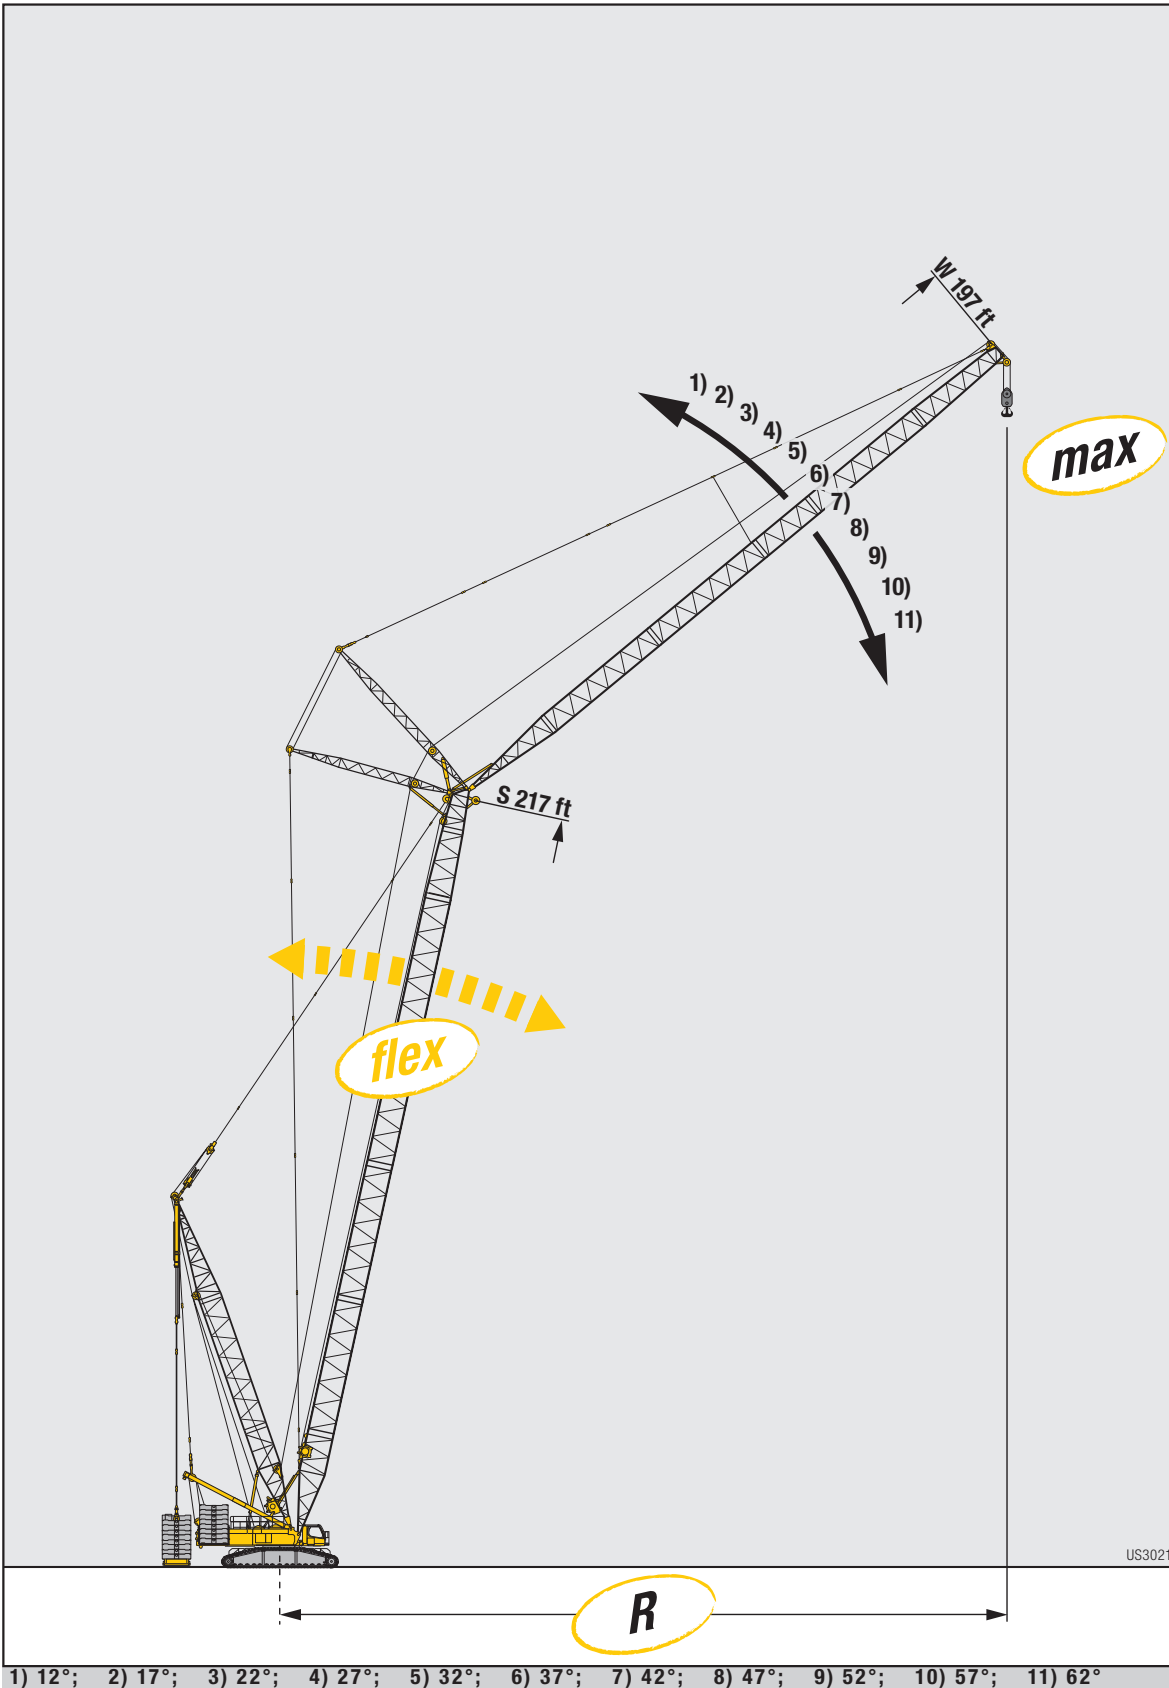 W 197 ft
1) 2) 3) 4) 5) 6) 7) 8) 9) 10) 11)
max
S 217 ft
flex
US3021
R
1) 12°; 2) 17°; 3) 22°; 4) 27°; 5) 32°; 6) 37°; 7) 42°; 8) 47°; 9) 52°; 10) 57°; 11) 62°